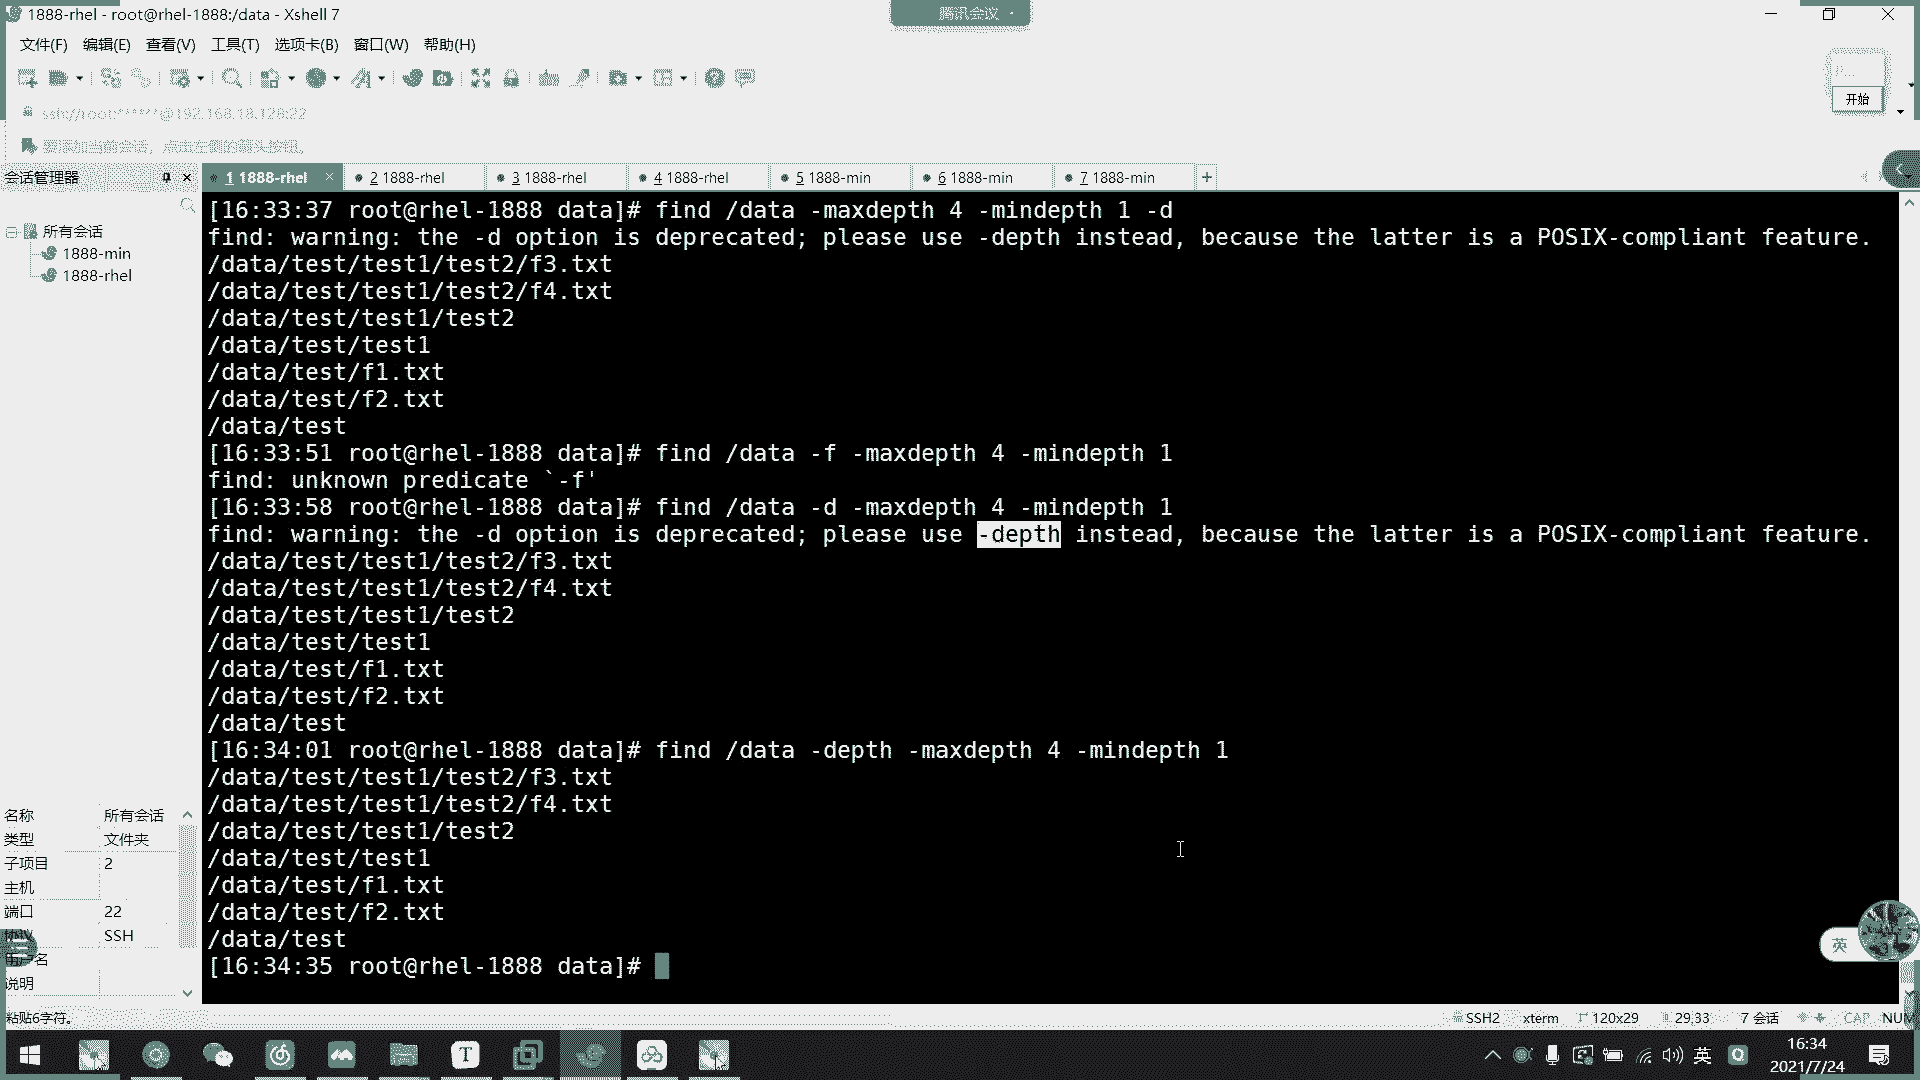 1888-rhel - root@rhel-1888:/data - Xshell 7
腾讯会议
文件(F) 编辑(E) 查看(V) 工具(T) 选项卡(B) 窗口(W) 帮助(H)
开始
ssh://root:******@192.168.18.128:22
要添加当前会话，点击左侧的箭头按钮。
会话管理器
1 1888-rhel
2 1888-rhel
3 1888-rhel
4 1888-rhel
5 1888-min
6 1888-min
7 1888-min
所有会话
1888-min
1888-rhel
[16:33:37 root@rhel-1888 data]# find /data -maxdepth 4 -mindepth 1 -d
find: warning: the -d option is deprecated; please use -depth instead, because the latter is a POSIX-compliant feature.
/data/test/test1/test2/f3.txt
/data/test/test1/test2/f4.txt
/data/test/test1/test2
/data/test/test1
/data/test/f1.txt
/data/test/f2.txt
/data/test
[16:33:51 root@rhel-1888 data]# find /data -f -maxdepth 4 -mindepth 1
find: unknown predicate `-f'
[16:33:58 root@rhel-1888 data]# find /data -d -maxdepth 4 -mindepth 1
find: warning: the -d option is deprecated; please use -depth instead, because the latter is a POSIX-compliant feature.
/data/test/test1/test2/f3.txt
/data/test/test1/test2/f4.txt
/data/test/test1/test2
/data/test/test1
/data/test/f1.txt
/data/test/f2.txt
/data/test
[16:34:01 root@rhel-1888 data]# find /data -depth -maxdepth 4 -mindepth 1
/data/test/test1/test2/f3.txt
/data/test/test1/test2/f4.txt
/data/test/test1/test2
/data/test/test1
/data/test/f1.txt
/data/test/f2.txt
/data/test
[16:34:35 root@rhel-1888 data]#
名称 所有会话
类型 文件夹
子项目 2
主机
端口 22
协议 SSH
用户名
说明
英
粘贴6字符。
SSH2 xterm 120x29 29,33 7 会话 CAP NUM
T
英
16:34
2021/7/24